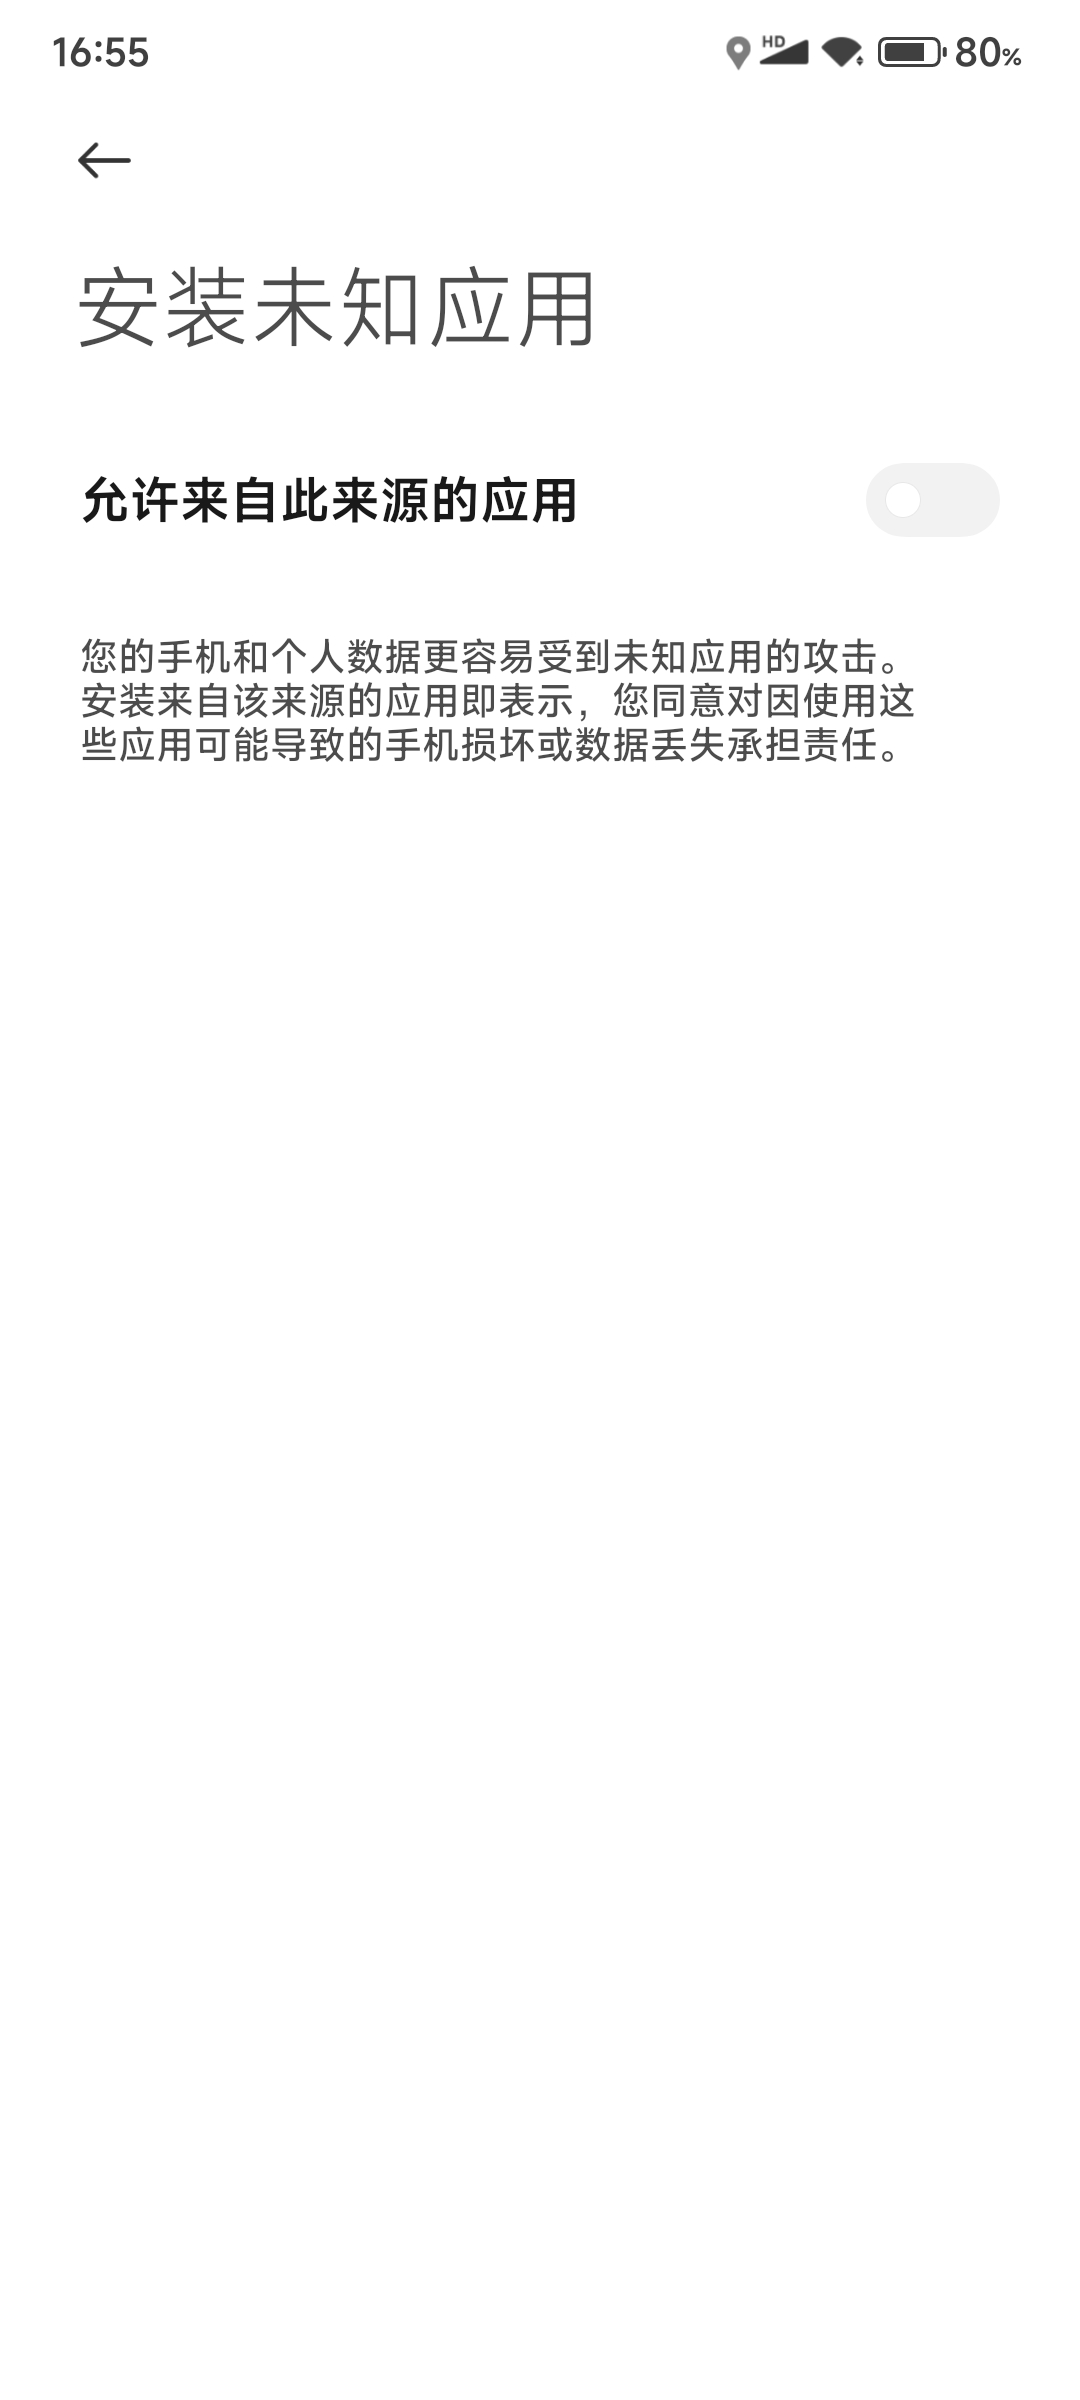 16:55
HD
80%
安装未知应用
允许来自此来源的应用
您的手机和个人数据更容易受到未知应用的攻击。
安装来自该来源的应用即表示，您同意对因使用这
些应用可能导致的手机损坏或数据丢失承担责任。